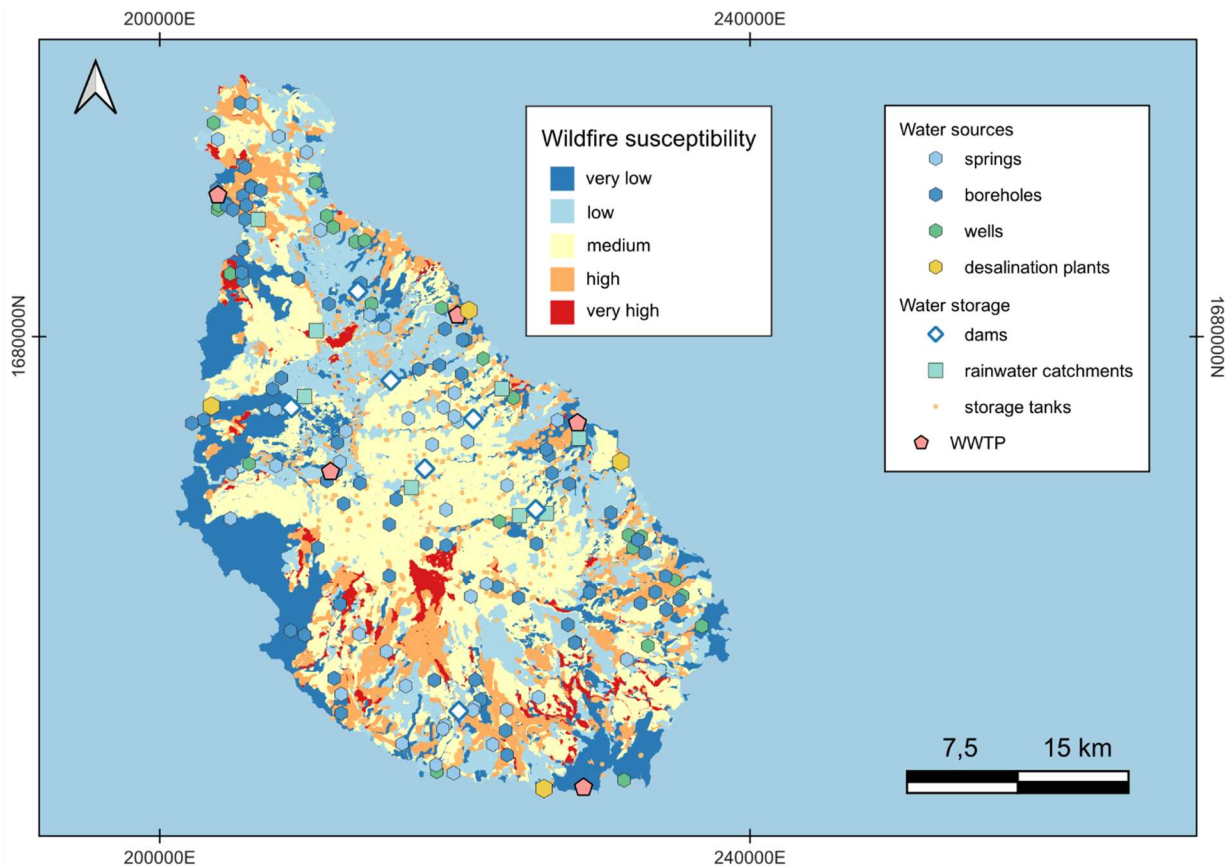 200000E
240000E
Wildfire susceptibility
very low
low
medium
high
very high
Water sources
springs
boreholes
wells
desalination plants
Water storage
dams
rainwater catchments
storage tanks
WWTP
1680000N
1680000N
7,5
15 km
200000E
240000E